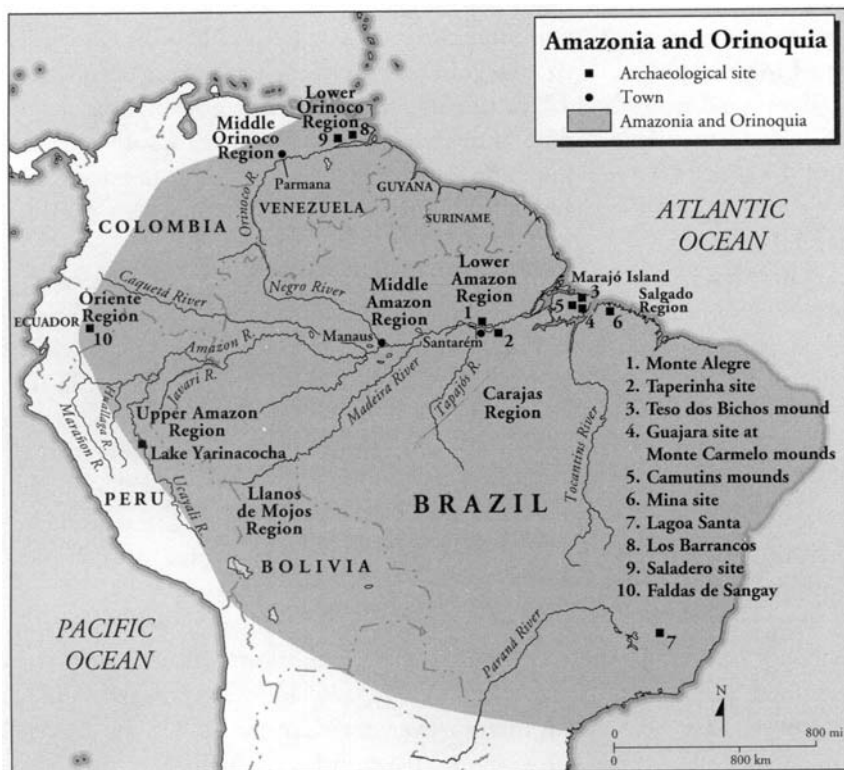 Amazonia and Orinoquia
Archaeological site
Town
Amazonia and Orinoquia
Lower
Orinoco
Region
8
9
Middle
Orinoco
Region
Parmana
Orinoco R.
GUYANA
VENEZUELA
SURINAME
COLOMBIA
ATLANTIC
OCEAN
Caquetá River
Negro River
Middle
Amazon
Region
Lower
Amazon
Region
Marajó Island
3
5
4
6
Salgado
Region
Oriente
Region
ECUADOR
10
1
Manaus
Santarém
2
Amazon R.
Javari R.
Madeira River
Tapajós R.
Carajas
Region
Huallaga R.
Marañon R.
Upper Amazon
Region
Lake Yarinacocha
Tocantins River
PERU
Ucayali R.
Llanos
de Mojos
Region
BRAZIL
BOLIVIA
1. Monte Alegre
2. Taperinha site
3. Teso dos Bichos mound
4. Guajara site at
Monte Carmelo mounds
5. Camutins mounds
6. Mina site
7. Lagoa Santa
8. Los Barrancos
9. Saladero site
10. Faldas de Sangay
PACIFIC
OCEAN
Paraná River
7
N
0 800 mi
0 800 km